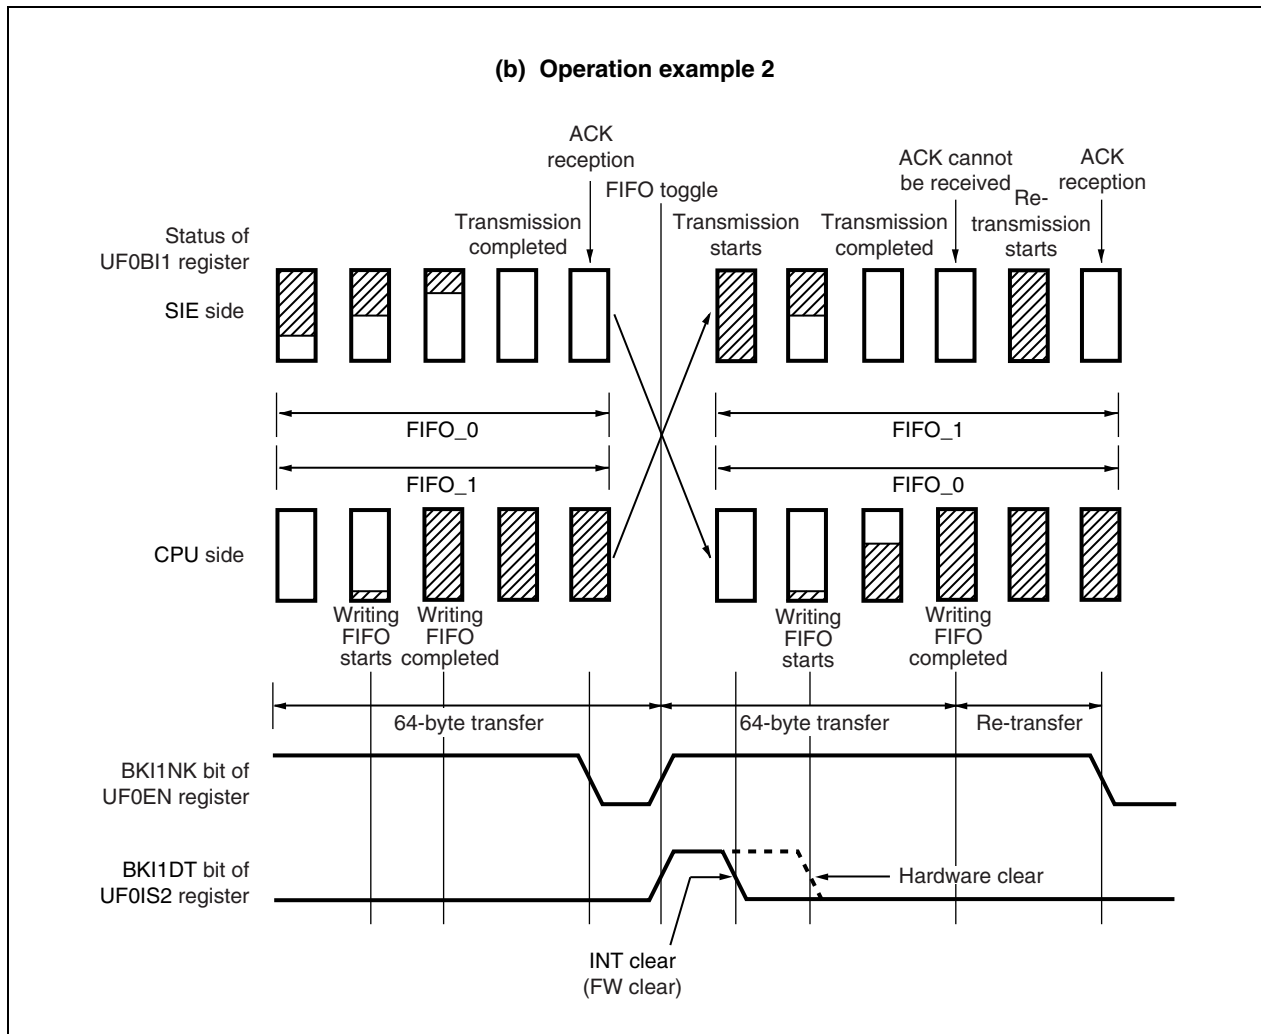 (b) Operation example 2
ACK
reception
FIFO toggle
ACK cannot
be received
ACK
reception
Status of
UF0BI1 register
Transmission
completed
Transmission
starts
Transmission
completed
Re-
transmission
starts
SIE side
FIFO_0
FIFO_1
FIFO_1
FIFO_0
CPU side
Writing
FIFO
starts
Writing
FIFO
completed
Writing
FIFO
starts
Writing
FIFO
completed
64-byte transfer
64-byte transfer
Re-transfer
BKI1NK bit of
UF0EN register
BKI1DT bit of
UF0IS2 register
Hardware clear
INT clear
(FW clear)